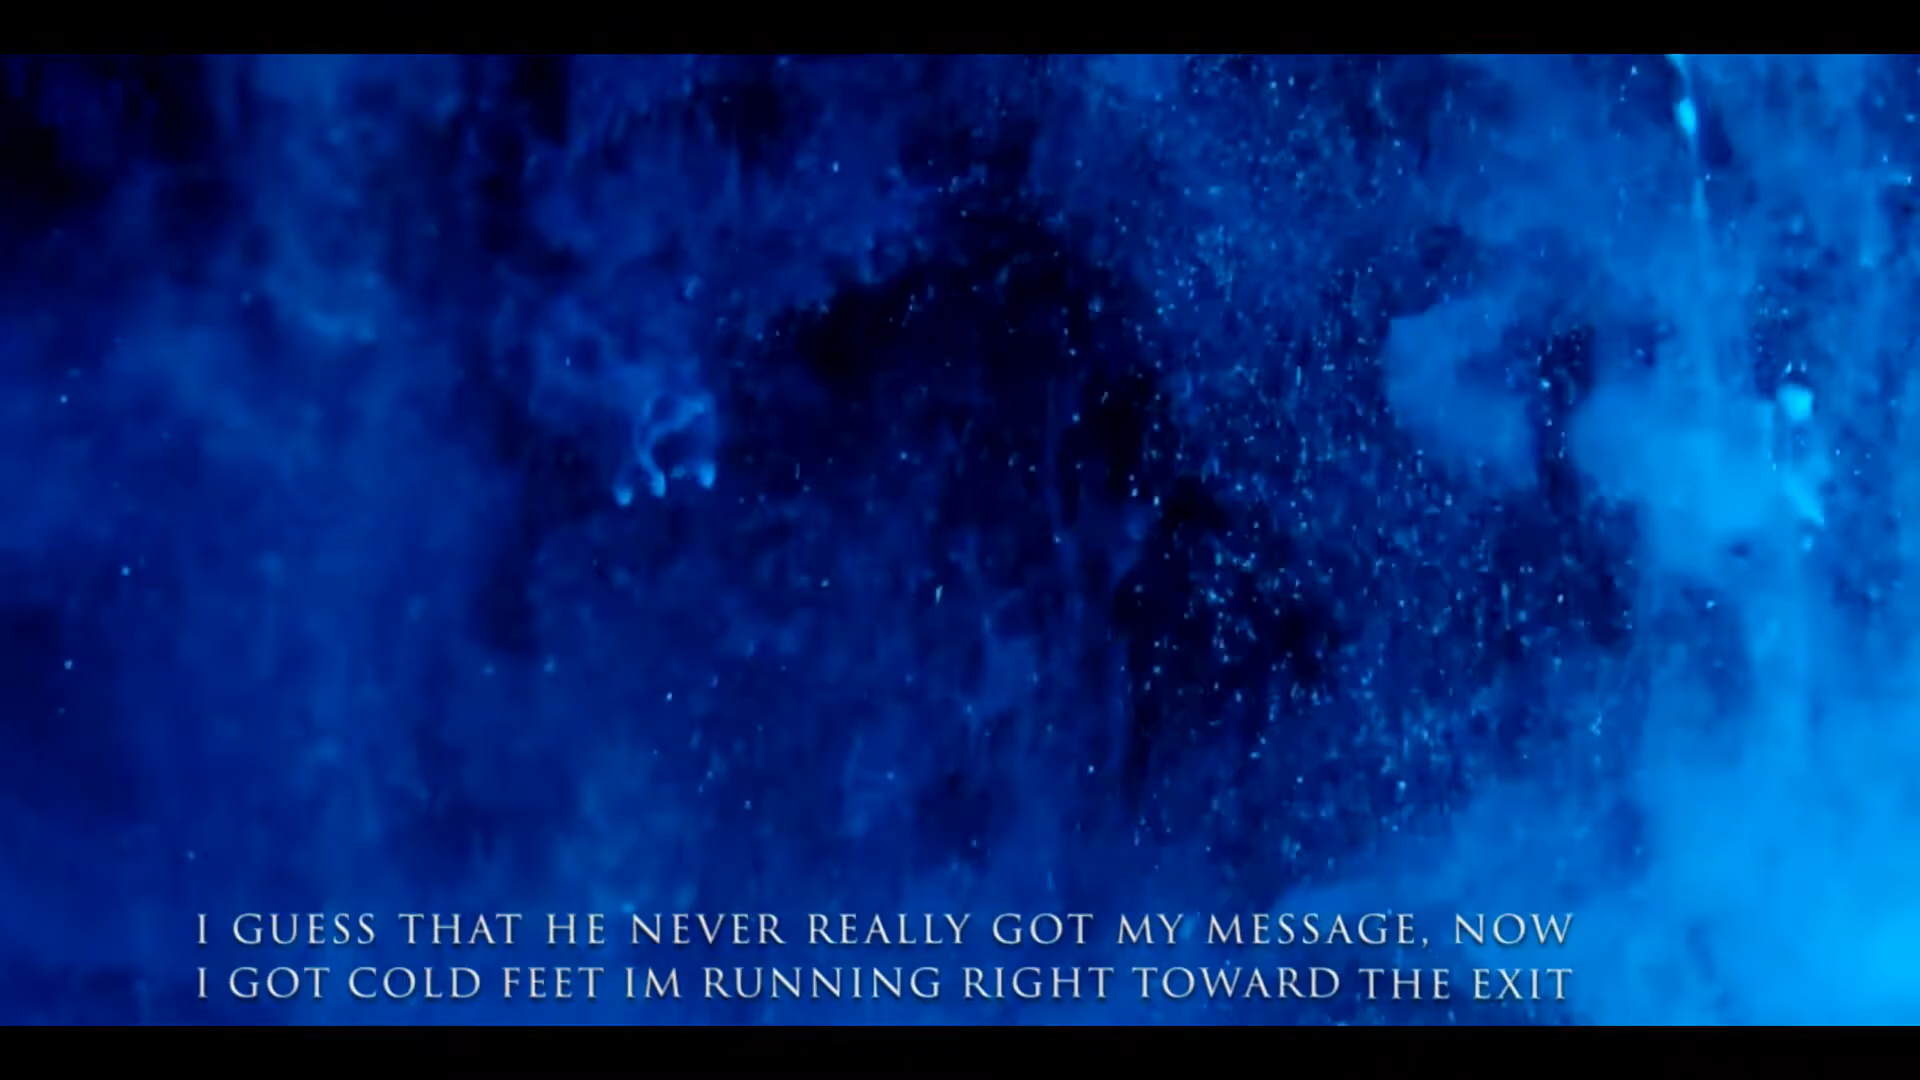 I GUESS THAT HE NEVER REALLY GOT MY MESSAGE, NOW
I GOT COLD FEET IM RUNNING RIGHT TOWARD THE EXIT